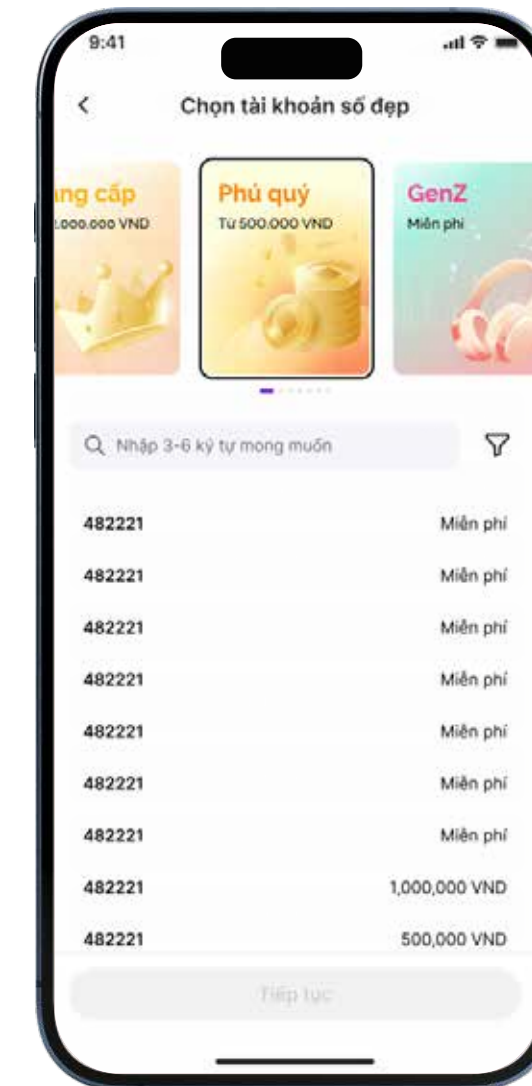 9:41
Chọn tài khoản số đẹp
ng cấp
.000.000 VND
Phú quý
Từ 500.000 VND
GenZ
Miễn phí
Nhập 3-6 ký tự mong muốn
482221 Miễn phí
482221 Miễn phí
482221 Miễn phí
482221 Miễn phí
482221 Miễn phí
482221 Miễn phí
482221 Miễn phí
482221 1,000,000 VND
482221 500,000 VND
Tiếp tục